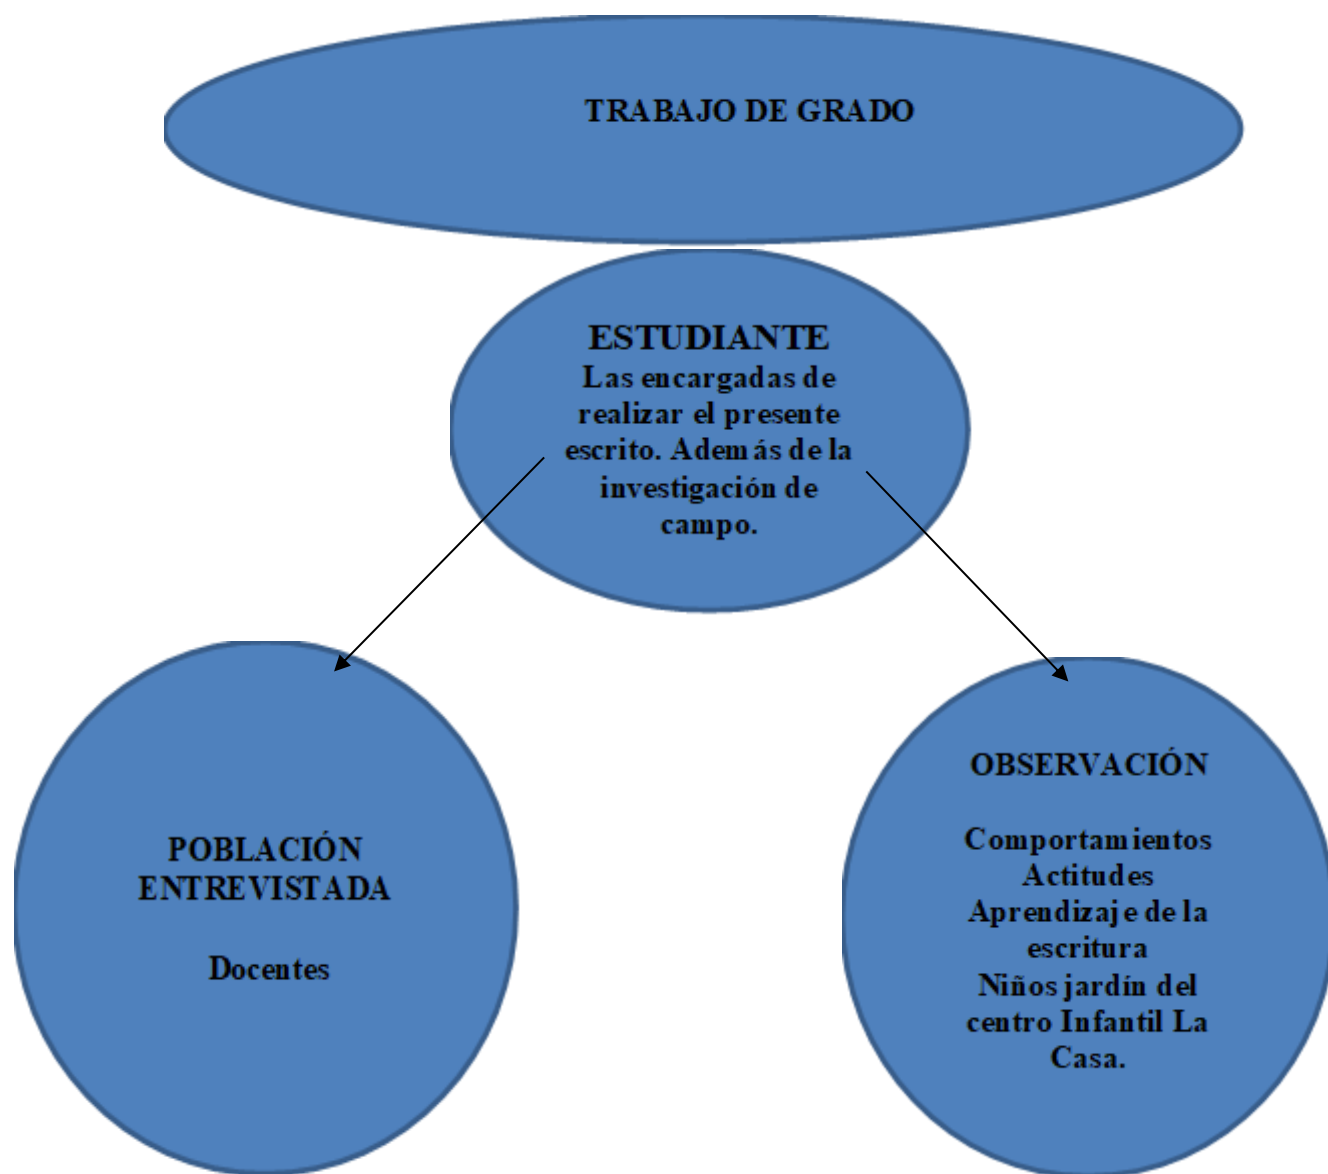 TRABAJO DE GRADO
ESTUDIANTE
Las encargadas de
realizar el presente
escrito. Además de la
investigación de
campo.
POBLACIÓN
ENTREVISTADA
Docentes
OBSERVACIÓN
Comportamientos
Actitudes
Aprendizaje de la
escritura
Niños jardín del
centro Infantil La
Casa.